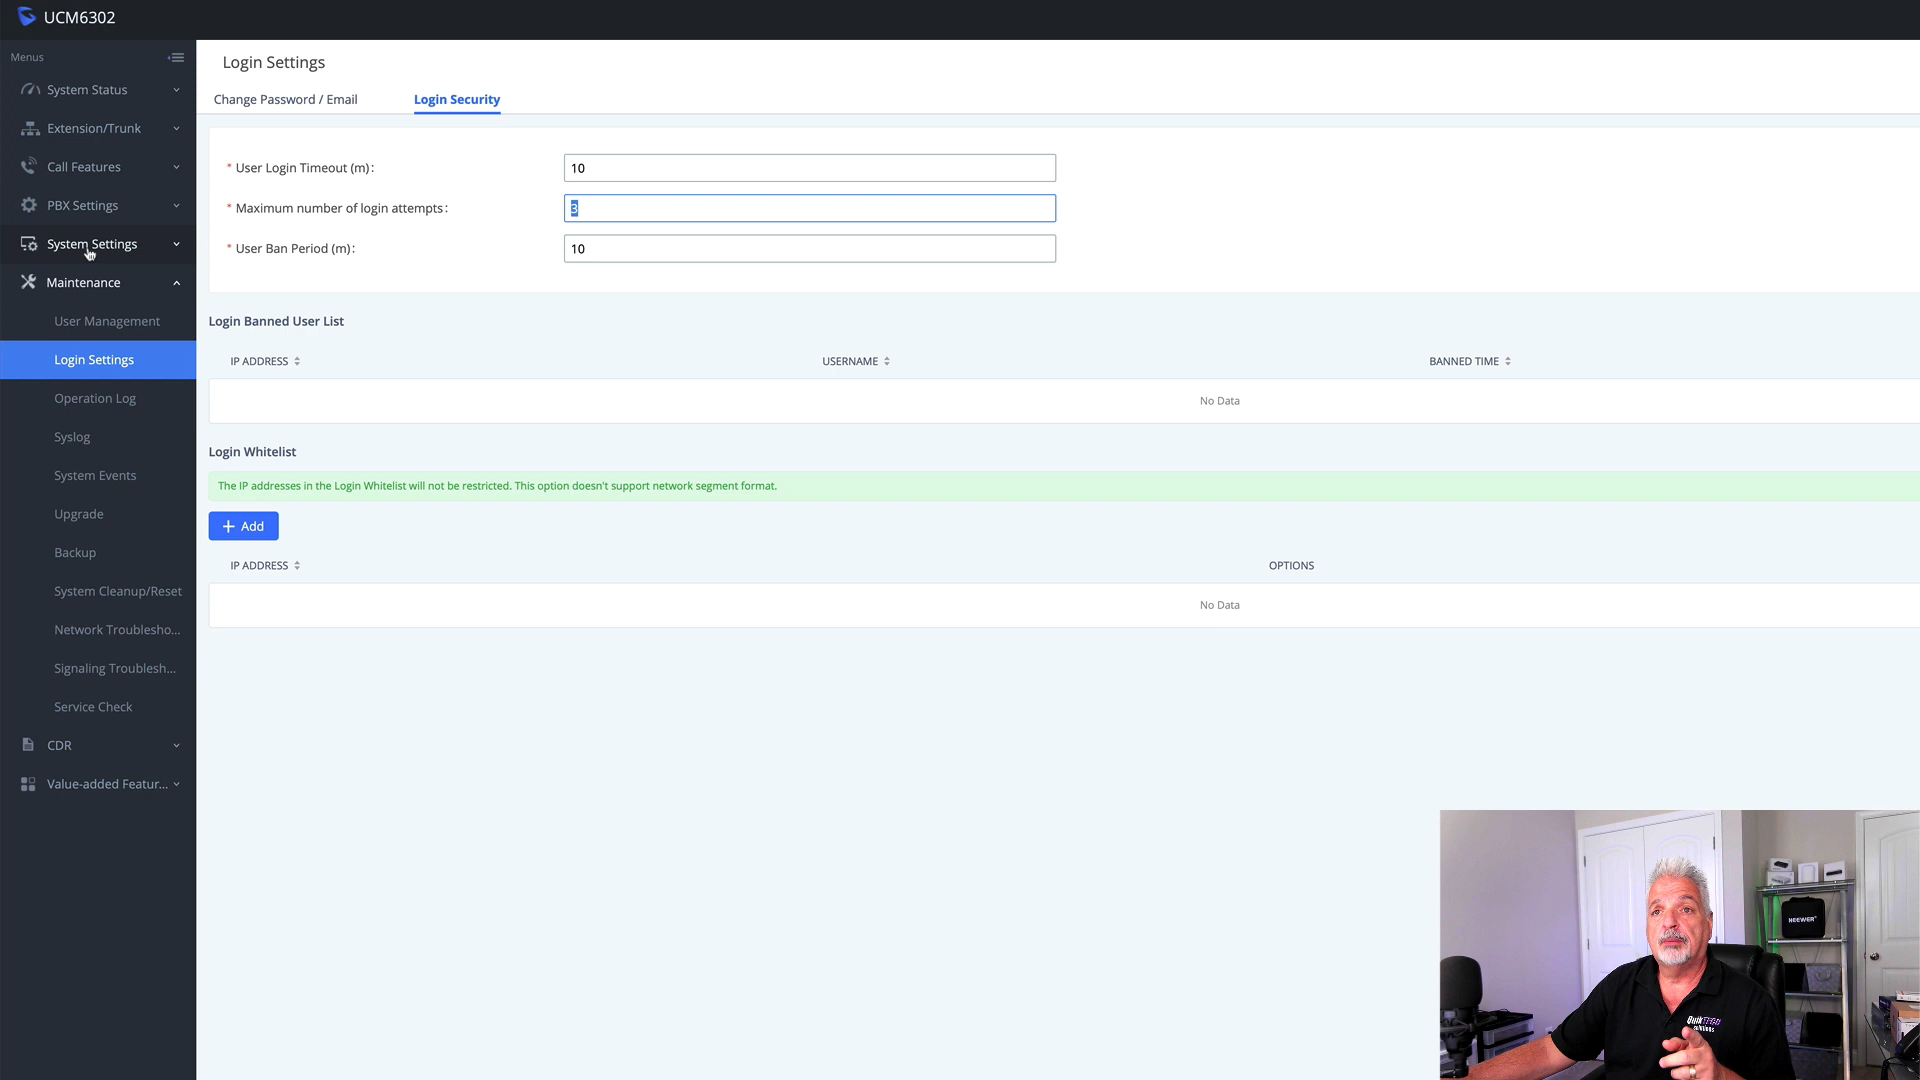 UCM6302
Menus
System Status
Extension/Trunk
Call Features
PBX Settings
System Settings
Maintenance
User Management
Login Settings
Operation Log
Syslog
System Events
Upgrade
Backup
System Cleanup/Reset
Network Troublesho...
Signaling Troublesh...
Service Check
CDR
Value-added Featur...
Login Settings
Change Password / Email
Login Security
* User Login Timeout (m): 10
* Maximum number of login attempts: 3
* User Ban Period (m): 10
Login Banned User List
IP ADDRESS USERNAME BANNED TIME
No Data
Login Whitelist
The IP addresses in the Login Whitelist will not be restricted. This option doesn't support network segment format.
+ Add
IP ADDRESS OPTIONS
No Data
NEEWER
QuikTech
solutions